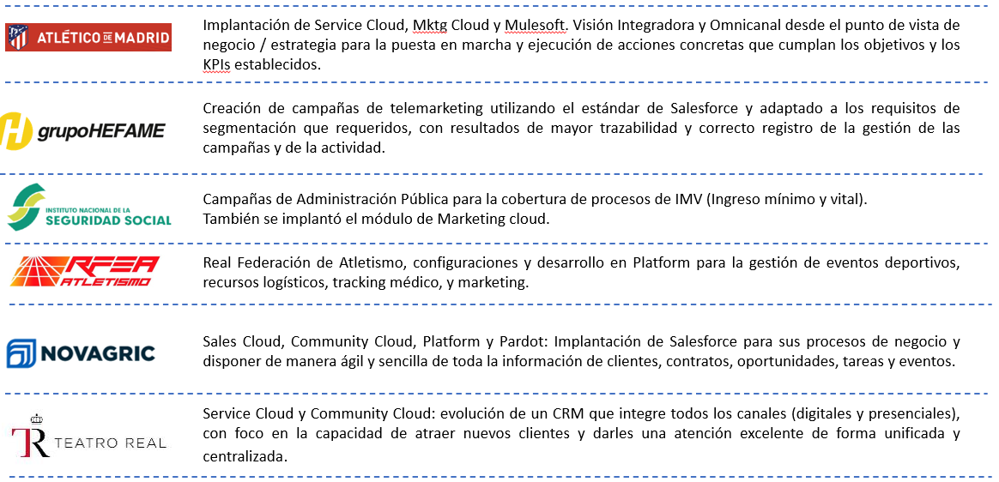 ATLÉTICO DE MADRID
Implantación de Service Cloud, Mktg Cloud y Mulesoft. Visión Integradora y Omnicanal desde el punto de vista de
negocio / estrategia para la puesta en marcha y ejecución de acciones concretas que cumplan los objetivos y los
KPIs establecidos.
grupoHEFAME
Creación de campañas de telemarketing utilizando el estándar de Salesforce y adaptado a los requisitos de
segmentación que requeridos, con resultados de mayor trazabilidad y correcto registro de la gestión de las
campañas y de la actividad.
INSTITUTO NACIONAL DE LA
SEGURIDAD SOCIAL
Campañas de Administración Pública para la cobertura de procesos de IMV (Ingreso mínimo y vital).
También se implantó el módulo de Marketing cloud.
RFEA
ATLETISMO
Real Federación de Atletismo, configuraciones y desarrollo en Platform para la gestión de eventos deportivos,
recursos logísticos, tracking médico, y marketing.
NOVAGRIC
Sales Cloud, Community Cloud, Platform y Pardot: Implantación de Salesforce para sus procesos de negocio y
disponer de manera ágil y sencilla de toda la información de clientes, contratos, oportunidades, tareas y eventos.
TR TEATRO REAL
Service Cloud y Community Cloud: evolución de un CRM que integre todos los canales (digitales y presenciales),
con foco en la capacidad de atraer nuevos clientes y darles una atención excelente de forma unificada y
centralizada.